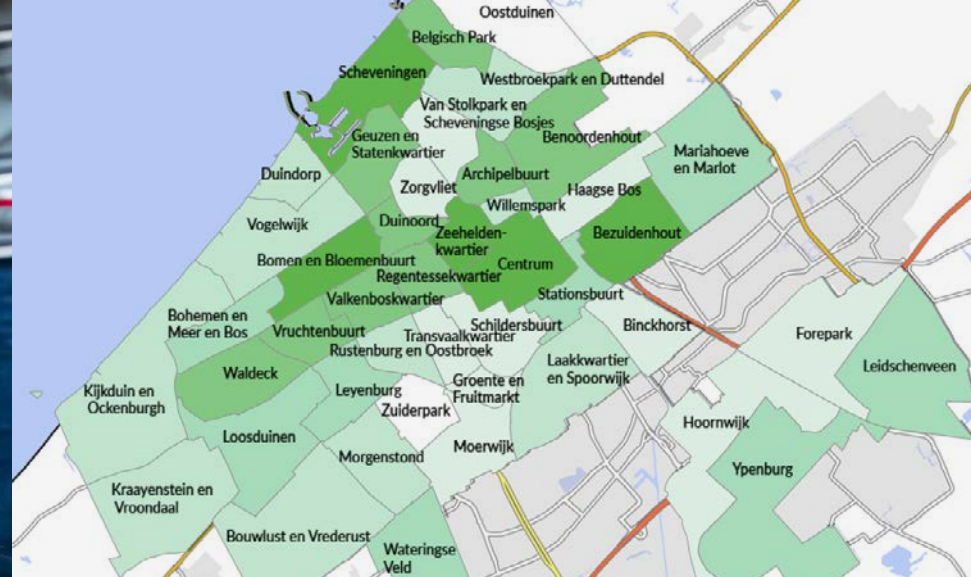 Oostduinen
Belgisch Park
Scheveningen
Westbroekpark en Duttendel
Van Stolkpark en
Scheveningse Bosjes
Geuzen en
Statenkwartier
Benoordenhout
Mariahoeve
en Marlot
Duindorp
Zorgvliet
Archipelbuurt
Haagse Bos
Willemspark
Vogelwijk
Duinoord
Zeehelden-
kwartier
Bezuidenhout
Bomen en Bloemenbuurt
Centrum
Regentessekwartier
Stationsbuurt
Valkenboskwartier
Bohemen en
Meer en Bos
Vruchtenbuurt
Transvaalkwartier
Schildersbuurt
Binckhorst
Forepark
Rustenburg en Oostbroek
Laakkwartier
en Spoorwijk
Leidschenveen
Waldeck
Kijkduin en
Ockenburgh
Leyenburg
Groente en
Fruitmarkt
Zuiderpark
Hoornwijk
Loosduinen
Moerwijk
Morgenstond
Ypenburg
Kraayenstein en
Vroondaal
Bouwlust en Vrederust
Wateringse
Veld